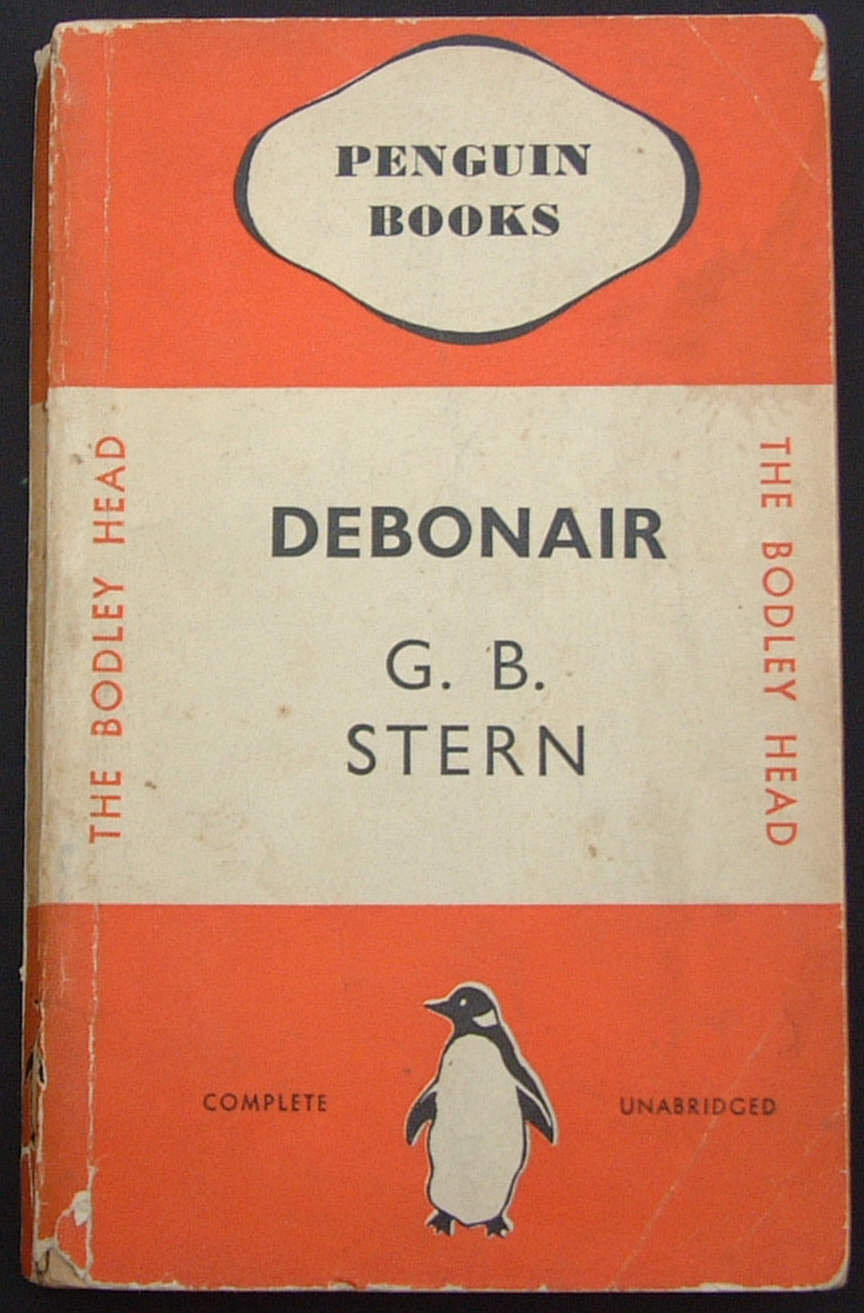 PENGUIN
BOOKS
THE BODLEY HEAD
DEBONAIR
G. B.
STERN
THE BODLEY HEAD
COMPLETE
UNABRIDGED